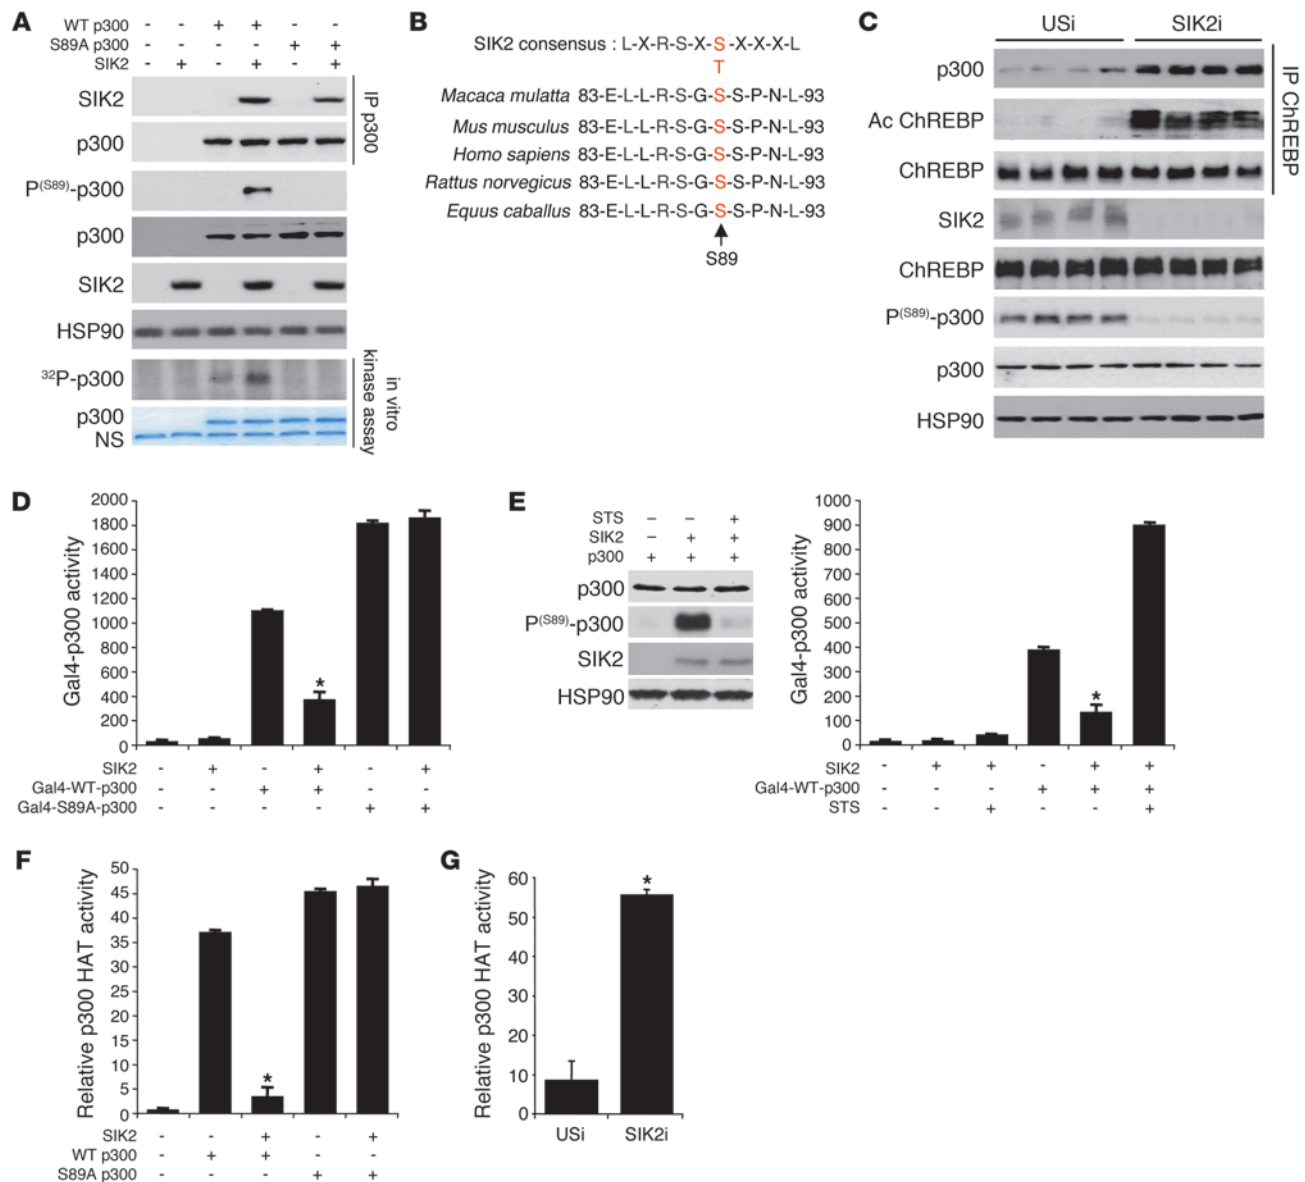 A
WT p300 - - + + - -
S89A p300 - - - - + +
SIK2 - + - + - +
SIK2
p300
IP p300
P(S89)-p300
p300
SIK2
HSP90
32P-p300
p300
NS
in vitro
kinase assay
B
SIK2 consensus : L-X-R-S-X-S-X-X-X-L
T
Macaca mulatta 83-E-L-L-R-S-G-S-S-P-N-L-93
Mus musculus 83-E-L-L-R-S-G-S-S-P-N-L-93
Homo sapiens 83-E-L-L-R-S-G-S-S-P-N-L-93
Rattus norvegicus 83-E-L-L-R-S-G-S-S-P-N-L-93
Equus caballus 83-E-L-L-R-S-G-S-S-P-N-L-93
S89
C
USi SIK2i
p300
Ac ChREBP
ChREBP
IP ChREBP
SIK2
ChREBP
P(S89)-p300
p300
HSP90
D
Gal4-p300 activity
2000
1800
1600
1400
1200
1000
800
600
400
200
0
*
SIK2 - + - + - +
Gal4-WT-p300 - - + + - -
Gal4-S89A-p300 - - - - + +
E
STS – – +
SIK2 – + +
p300 + + +
p300
P(S89)-p300
SIK2
HSP90
Gal4-p300 activity
1000
900
800
700
600
500
400
300
200
100
0
*
SIK2 - + + - + +
Gal4-WT-p300 - - - + + +
STS - - + - - +
F
Relative p300 HAT activity
50
45
40
35
30
25
20
15
10
5
0
*
SIK2 - - + - +
WT p300 - + + - -
S89A p300 - - - + +
G
Relative p300 HAT activity
60
50
40
30
20
10
0
*
USi SIK2i